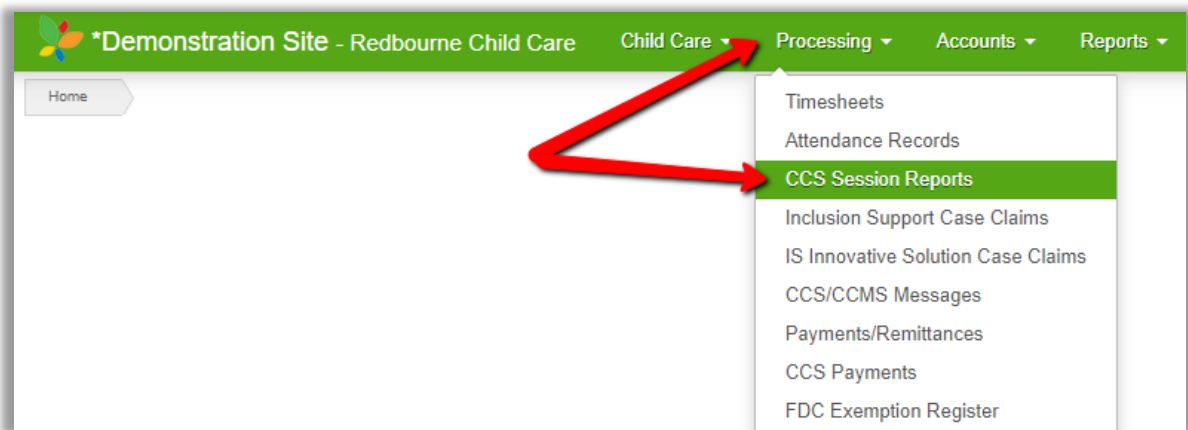 *Demonstration Site - Redbourne Child Care Child Care Processing Accounts Reports
Home
Timesheets
Attendance Records
CCS Session Reports
Inclusion Support Case Claims
IS Innovative Solution Case Claims
CCS/CCMS Messages
Payments/Remittances
CCS Payments
FDC Exemption Register